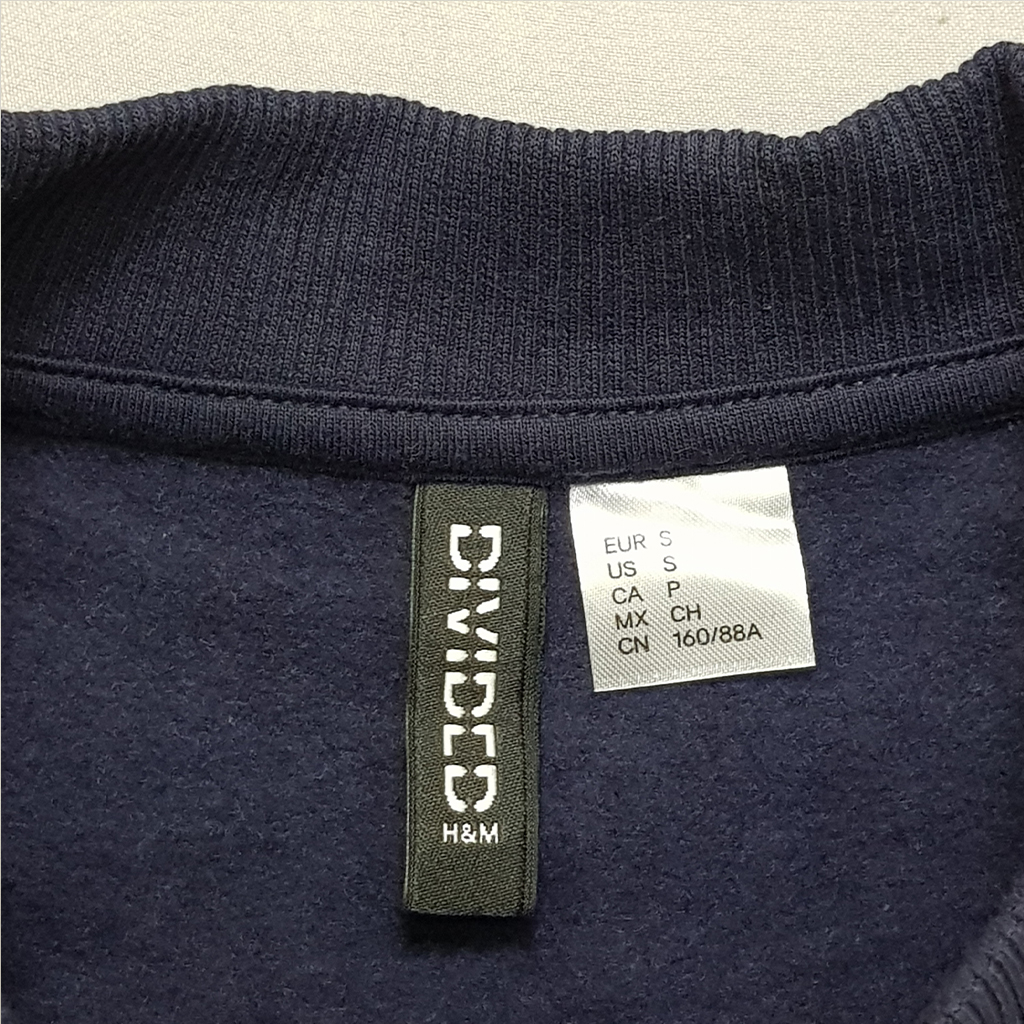 DIVIDED
H&M
EUR S
US S
CA P
MX CH
CN 160/88A